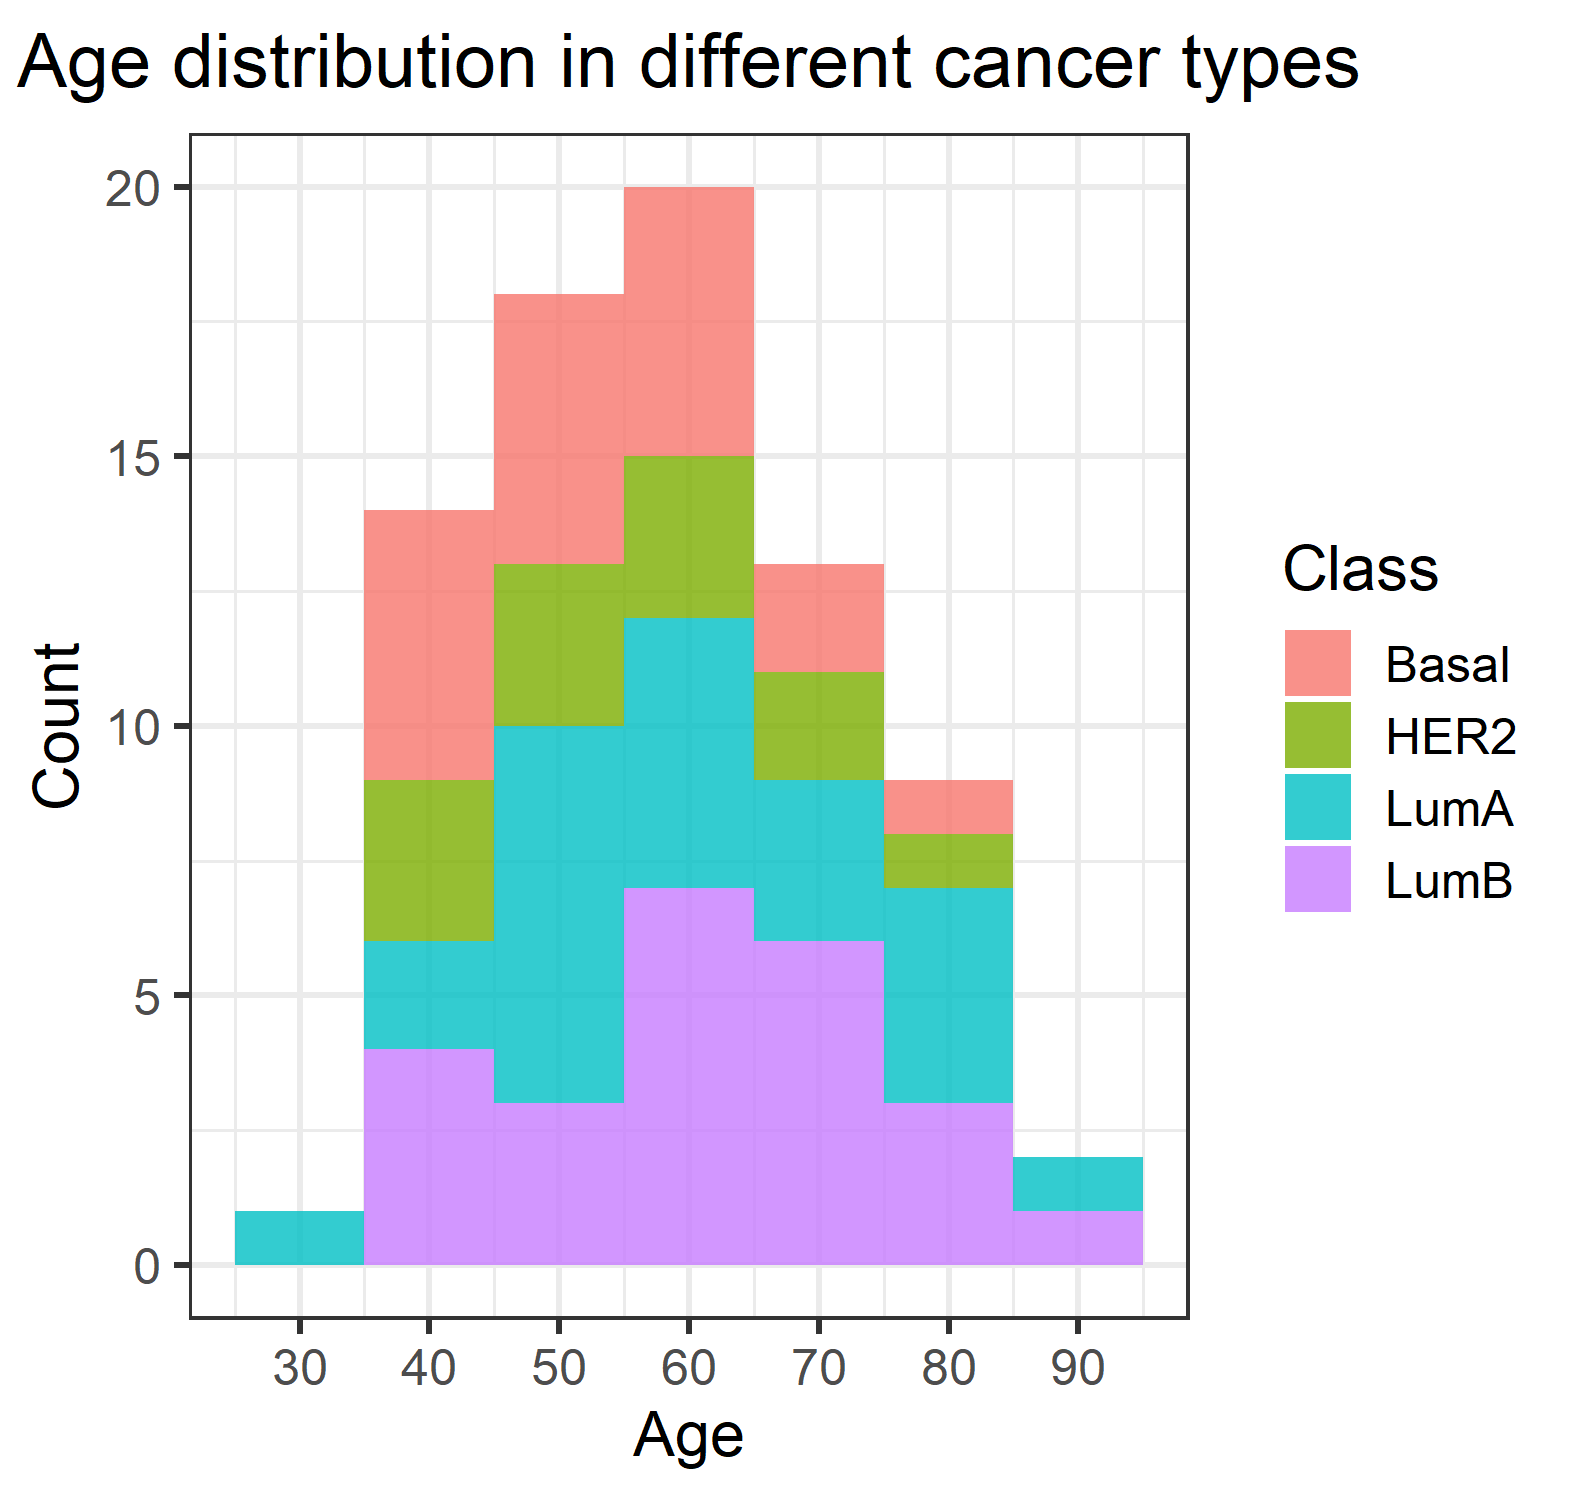 Age distribution in different cancer types
20
15
10
5
0
Count
30 40 50 60 70 80 90
Age
Class
Basal
HER2
LumA
LumB